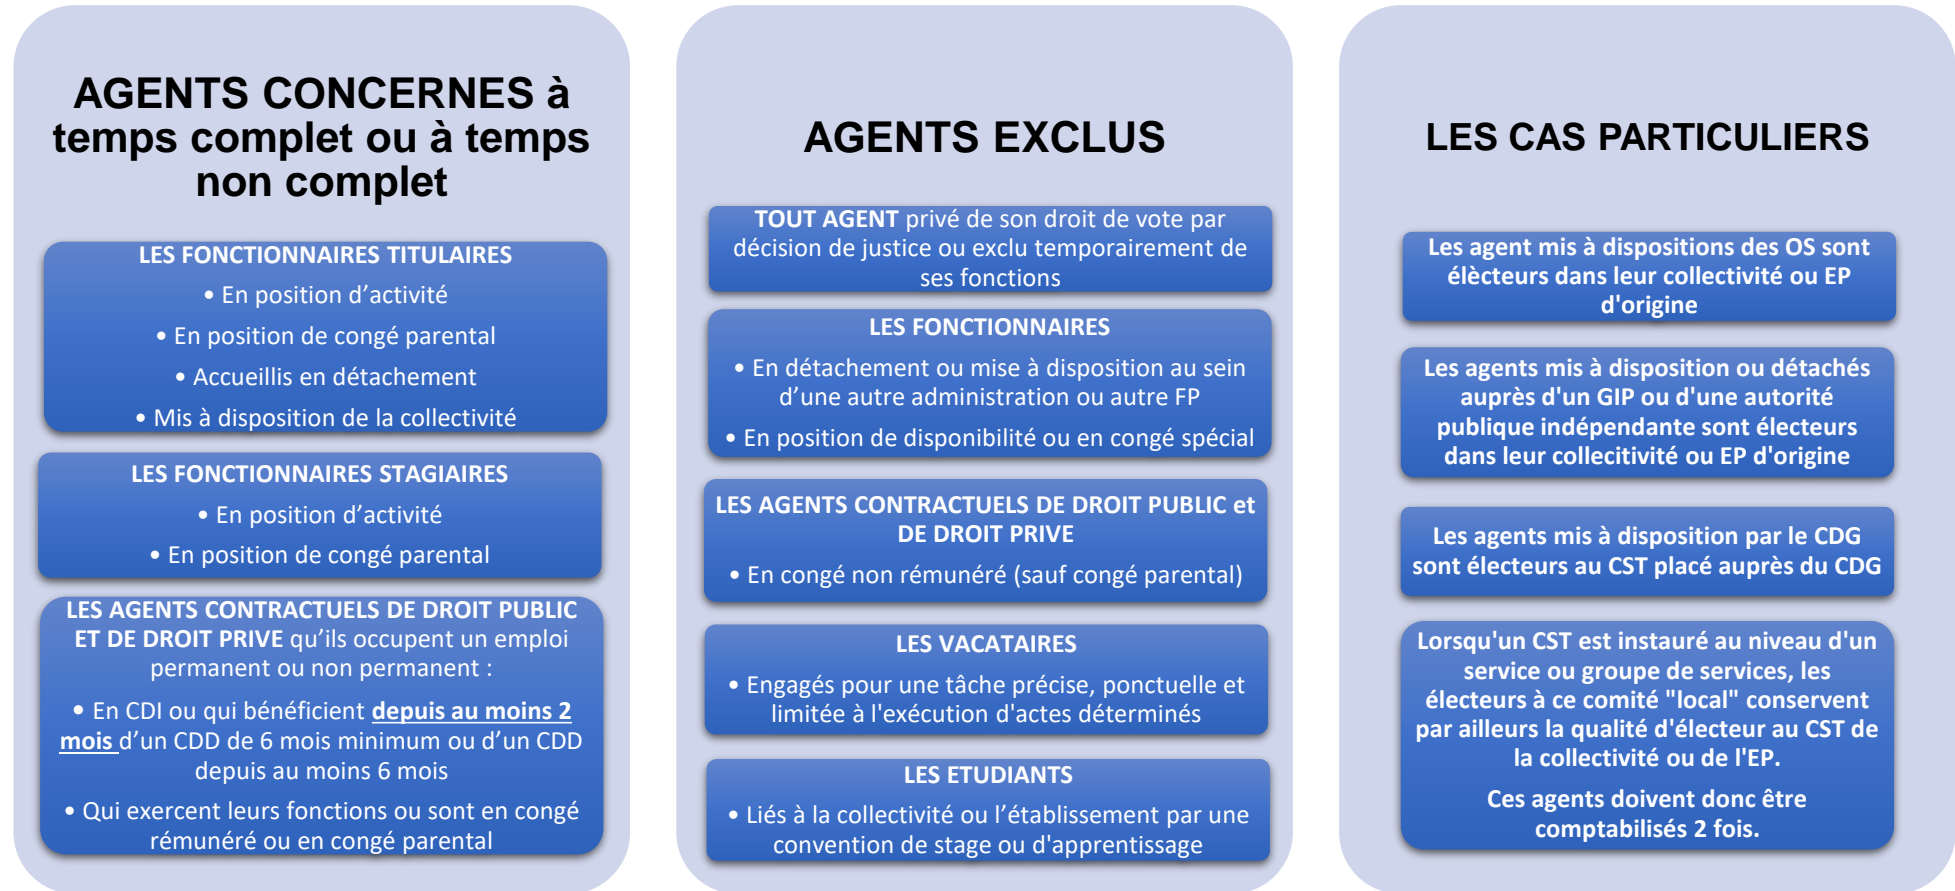 AGENTS CONCERNES à
temps complet ou à temps
non complet
LES FONCTIONNAIRES TITULAIRES
• En position d’activité
• En position de congé parental
• Accueillis en détachement
• Mis à disposition de la collectivité
LES FONCTIONNAIRES STAGIAIRES
• En position d’activité
• En position de congé parental
LES AGENTS CONTRACTUELS DE DROIT PUBLIC
ET DE DROIT PRIVE qu’ils occupent un emploi
permanent ou non permanent :
• En CDI ou qui bénéficient depuis au moins 2
mois d’un CDD de 6 mois minimum ou d’un CDD
depuis au moins 6 mois
• Qui exercent leurs fonctions ou sont en congé
rémunéré ou en congé parental
AGENTS EXCLUS
TOUT AGENT privé de son droit de vote par
décision de justice ou exclu temporairement de
ses fonctions
LES FONCTIONNAIRES
• En détachement ou mise à disposition au sein
d’une autre administration ou autre FP
• En position de disponibilité ou en congé spécial
LES AGENTS CONTRACTUELS DE DROIT PUBLIC et
DE DROIT PRIVE
• En congé non rémunéré (sauf congé parental)
LES VACATAIRES
• Engagés pour une tâche précise, ponctuelle et
limitée à l'exécution d'actes déterminés
LES ETUDIANTS
• Liés à la collectivité ou l’établissement par une
convention de stage ou d'apprentissage
LES CAS PARTICULIERS
Les agent mis à dispositions des OS sont
élècteurs dans leur collectivité ou EP
d'origine
Les agents mis à disposition ou détachés
auprès d'un GIP ou d'une autorité
publique indépendante sont électeurs
dans leur collecitivité ou EP d'origine
Les agents mis à disposition par le CDG
sont électeurs au CST placé auprès du CDG
Lorsqu'un CST est instauré au niveau d'un
service ou groupe de services, les
électeurs à ce comité "local" conservent
par ailleurs la qualité d'électeur au CST de
la collectivité ou de l'EP.
Ces agents doivent donc être
comptabilisés 2 fois.